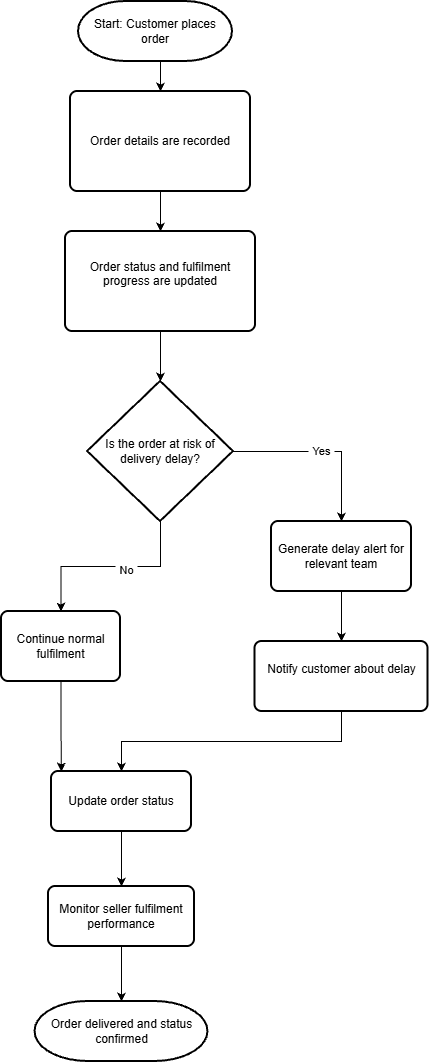 Start: Customer places
order
Order details are recorded
Order status and fulfilment
progress are updated
Is the order at risk of
delivery delay?
Yes
Generate delay alert for
relevant team
No
Continue normal
fulfilment
Notify customer about delay
Update order status
Monitor seller fulfilment
performance
Order delivered and status
confirmed